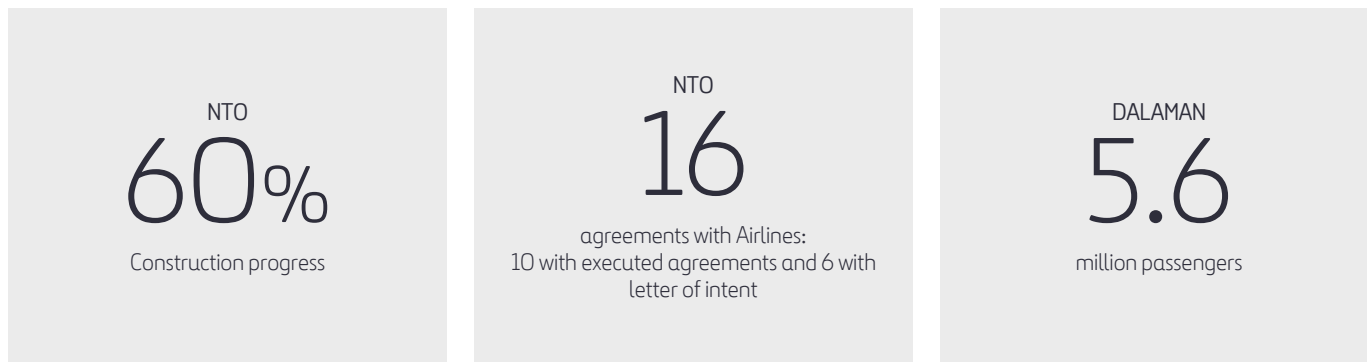 NTO
60%
Construction progress
NTO
16
agreements with Airlines:
10 with executed agreements and 6 with
letter of intent
DALAMAN
5.6
million passengers